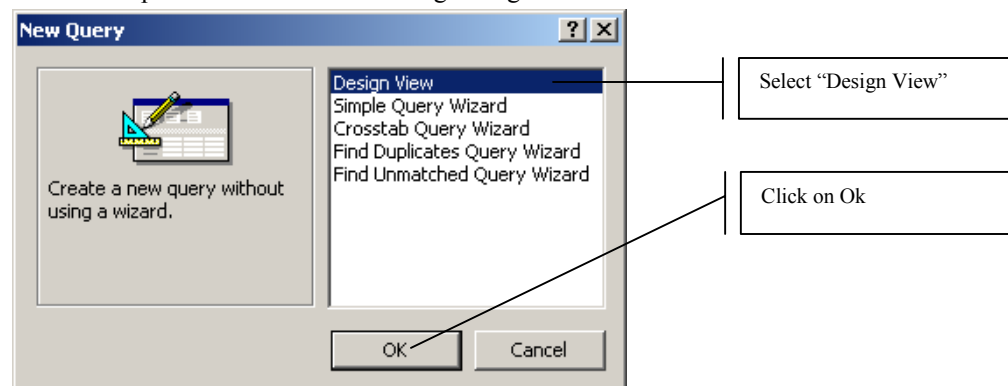 New Query
Design View
Simple Query Wizard
Crosstab Query Wizard
Find Duplicates Query Wizard
Find Unmatched Query Wizard
Create a new query without
using a wizard.
OK
Cancel
Select “Design View”
Click on Ok